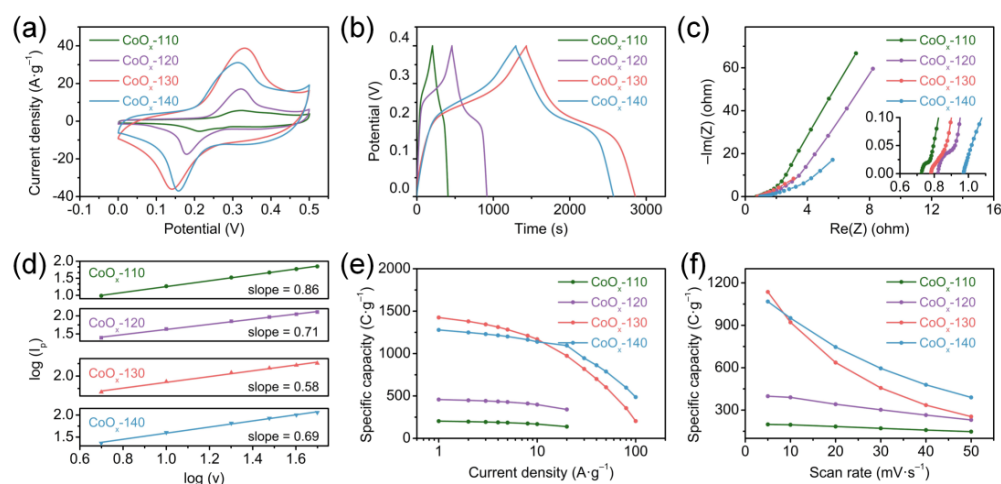 (a)
CoOx-110
CoOx-120
CoOx-130
CoOx-140
40
20
0
-20
-40
-0.1
0.0
0.1
0.2
0.3
0.4
0.5
Current density (A·g⁻¹)
Potential (V)
(b)
CoOx-110
CoOx-120
CoOx-130
CoOx-140
0.4
0.3
0.2
0.1
0.0
0
1000
2000
3000
Potential (V)
Time (s)
(c)
CoOx-110
CoOx-120
CoOx-130
CoOx-140
80
60
40
20
0
0
4
8
12
16
0.10
0.05
0.00
0.6
0.8
1.0
−Im(Z) (ohm)
Re(Z) (ohm)
(d)
2.0
1.5
1.0
CoOx-110
slope = 0.86
2.0
1.5
CoOx-120
slope = 0.71
2.0
CoOx-130
slope = 0.58
2.0
1.5
CoOx-140
slope = 0.69
0.6
0.8
1.0
1.2
1.4
1.6
log (Ip)
log (v)
(e)
CoOx-110
CoOx-120
CoOx-130
CoOx-140
2000
1500
1000
500
0
1
10
100
Specific capacity (C·g⁻¹)
Current density (A·g⁻¹)
(f)
CoOx-110
CoOx-120
CoOx-130
CoOx-140
1200
900
600
300
10
20
30
40
50
Specific capacity (C·g⁻¹)
Scan rate (mV·s⁻¹)